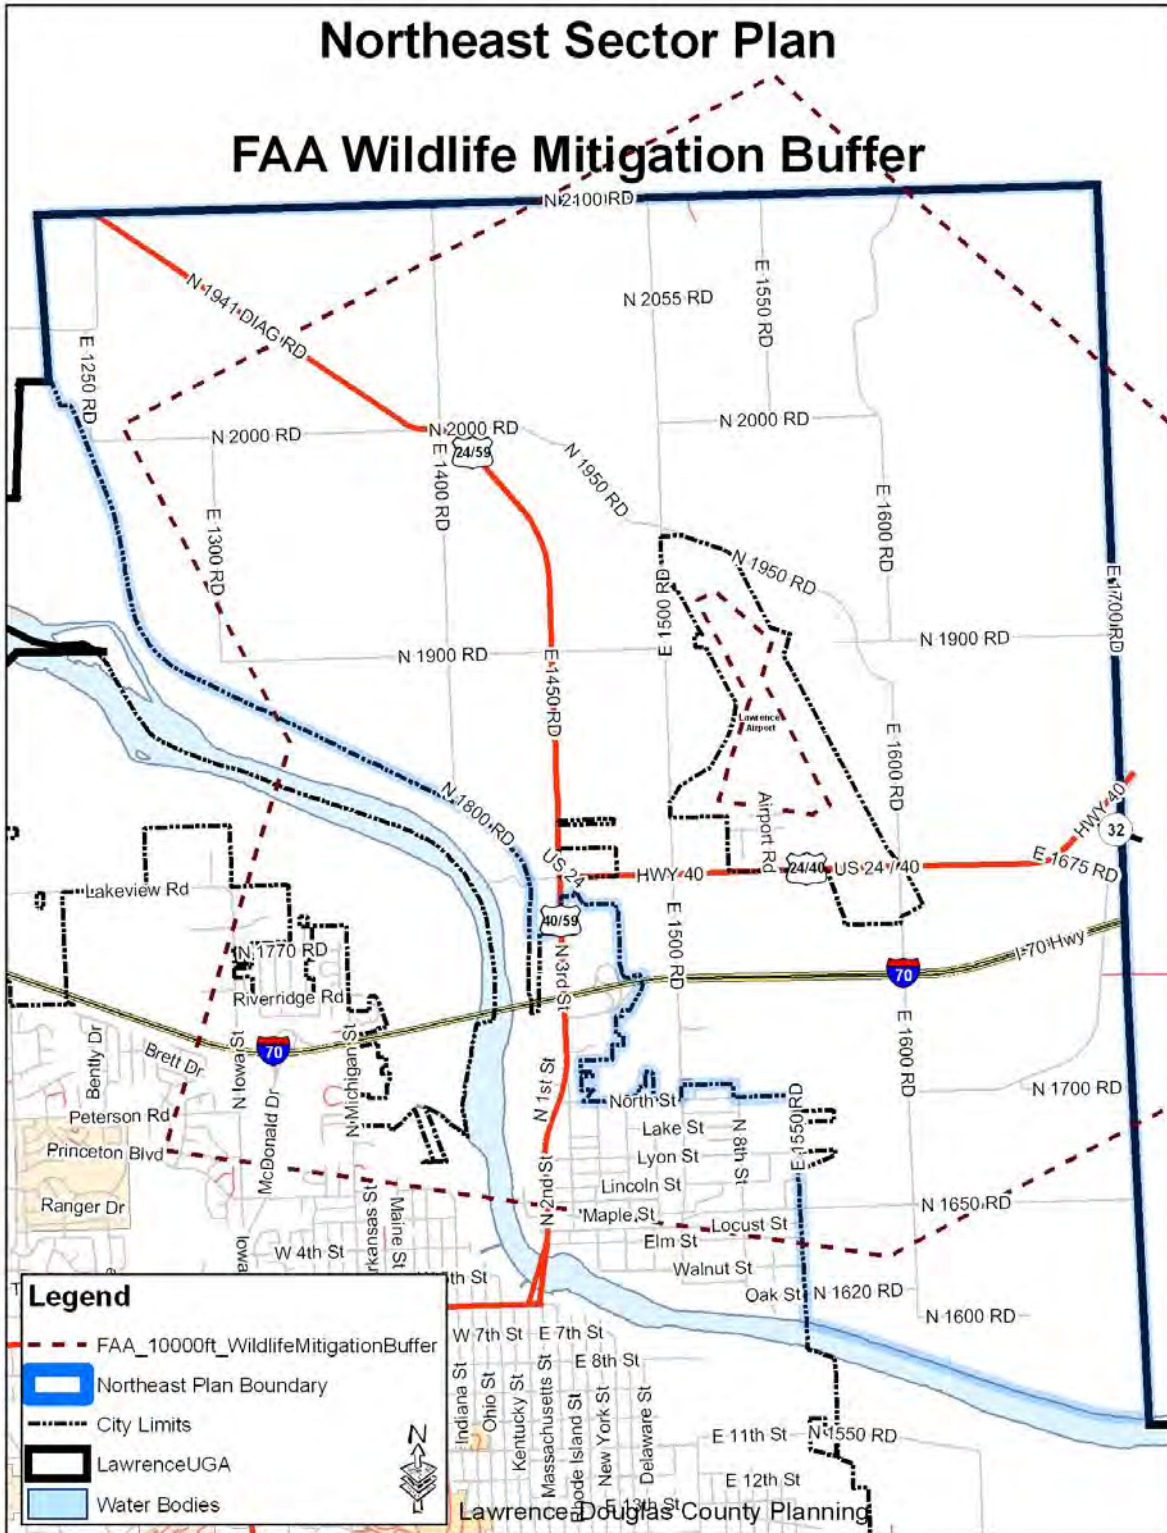 Northeast Sector Plan
FAA Wildlife Mitigation Buffer
N 2100 RD
N 1941 DIAG RD
N 2055 RD
E 1550 RD
E 1250 RD
N 2000 RD
N 2000 RD
N 2000 RD
24/59
E 1400 RD
N 1950 RD
E 1300 RD
E 1600 RD
N 1950 RD
E 1500 RD
E 1700 RD
N 1900 RD
N 1900 RD
E 1450 RD
Lawrence
Airport
E 1600 RD
N 1800 RD
Airport Rd
HWY 40
32
US 24
HWY 40
24/40
US 24 / 40
E 1675 RD
Lakeview Rd
40/59
N 1770 RD
N 3rd St
E 1500 RD
I-70 Hwy
70
Riverridge Rd
70
Bently Dr
Brett Dr
N Iowa St
N Michigan St
McDonald Dr
N 1st St
E 1600 RD
N 1700 RD
Peterson Rd
North St
E 1550 RD
Princeton Blvd
Lake St
N 8th St
Lyon St
Ranger Dr
Lincoln St
N 2nd St
Maple St
N 1650 RD
Locust St
Maine St
Elm St
W 4th St
Walnut St
Iowa
Oak St
N 1620 RD
N 1600 RD
Legend
FAA_10000ft_WildlifeMitigationBuffer
Northeast Plan Boundary
City Limits
LawrenceUGA
Water Bodies
N
W 7th St
E 7th St
E 8th St
Indiana St
Ohio St
Kentucky St
Massachusetts St
New York St
Delaware St
E 11th St
N 1550 RD
E 12th St
E 13th St
Lawrence Douglas County Planning